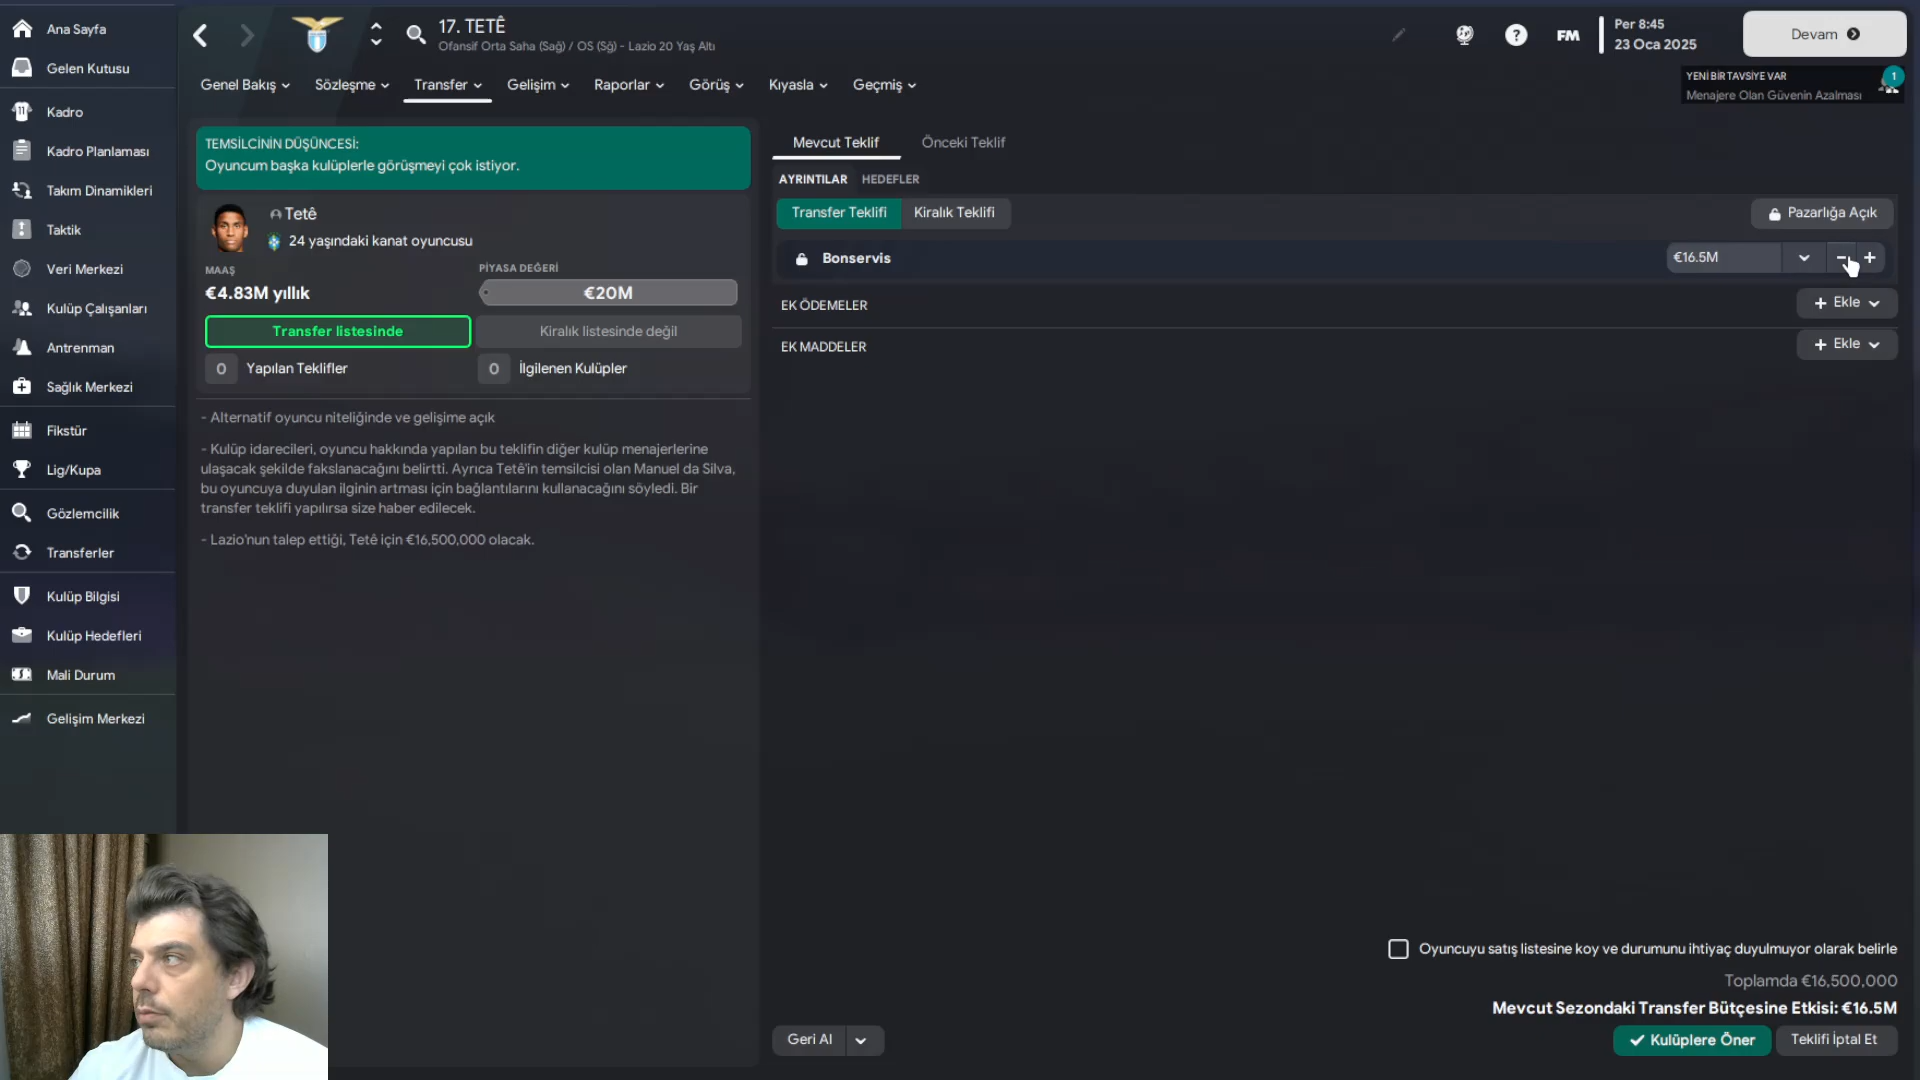 Ana Sayfa
Gelen Kutusu
Kadro
Kadro Planlaması
Takım Dinamikleri
Taktik
Veri Merkezi
Kulüp Çalışanları
Antrenman
Sağlık Merkezi
Fikstür
Lig/Kupa
Gözlemcilik
Transferler
Kulüp Bilgisi
Kulüp Hedefleri
Mali Durum
Gelişim Merkezi
17. TETÊ
Ofansif Orta Saha (Sağ) / OS (Sğ) - Lazio 20 Yaş Altı
FM
Per 8:45
23 Oca 2025
Devam
YENİ BİR TAVSİYE VAR
Menajere Olan Güvenin Azalması
1
Genel Bakış
Sözleşme
Transfer
Gelişim
Raporlar
Görüş
Kıyasla
Geçmiş
TEMSİLCİNİN DÜŞÜNCESİ:
Oyuncum başka kulüplerle görüşmeyi çok istiyor.
Tetê
24 yaşındaki kanat oyuncusu
MAAŞ
€4.83M yıllık
PİYASA DEĞERİ
€20M
Transfer listesinde
Kiralık listesinde değil
0 Yapılan Teklifler
0 İlgilenen Kulüpler
- Alternatif oyuncu niteliğinde ve gelişime açık
- Kulüp idarecileri, oyuncu hakkında yapılan bu teklifin diğer kulüp menajerlerine
ulaşacak şekilde fakslanacağını belirtti. Ayrıca Tetê'in temsilcisi olan Manuel da Silva,
bu oyuncuya duyulan ilginin artması için bağlantılarını kullanacağını söyledi. Bir
transfer teklifi yapılırsa size haber edilecek.
- Lazio'nun talep ettiği, Tetê için €16,500,000 olacak.
Mevcut Teklif
Önceki Teklif
AYRINTILAR
HEDEFLER
Transfer Teklifi
Kiralık Teklifi
Pazarlığa Açık
Bonservis
€16.5M
EK ÖDEMELER
+ Ekle
EK MADDELER
+ Ekle
Oyuncuyu satış listesine koy ve durumunu ihtiyaç duyulmuyor olarak belirle
Toplamda €16,500,000
Mevcut Sezondaki Transfer Bütçesine Etkisi: €16.5M
Geri Al
Kulüplere Öner
Teklifi İptal Et